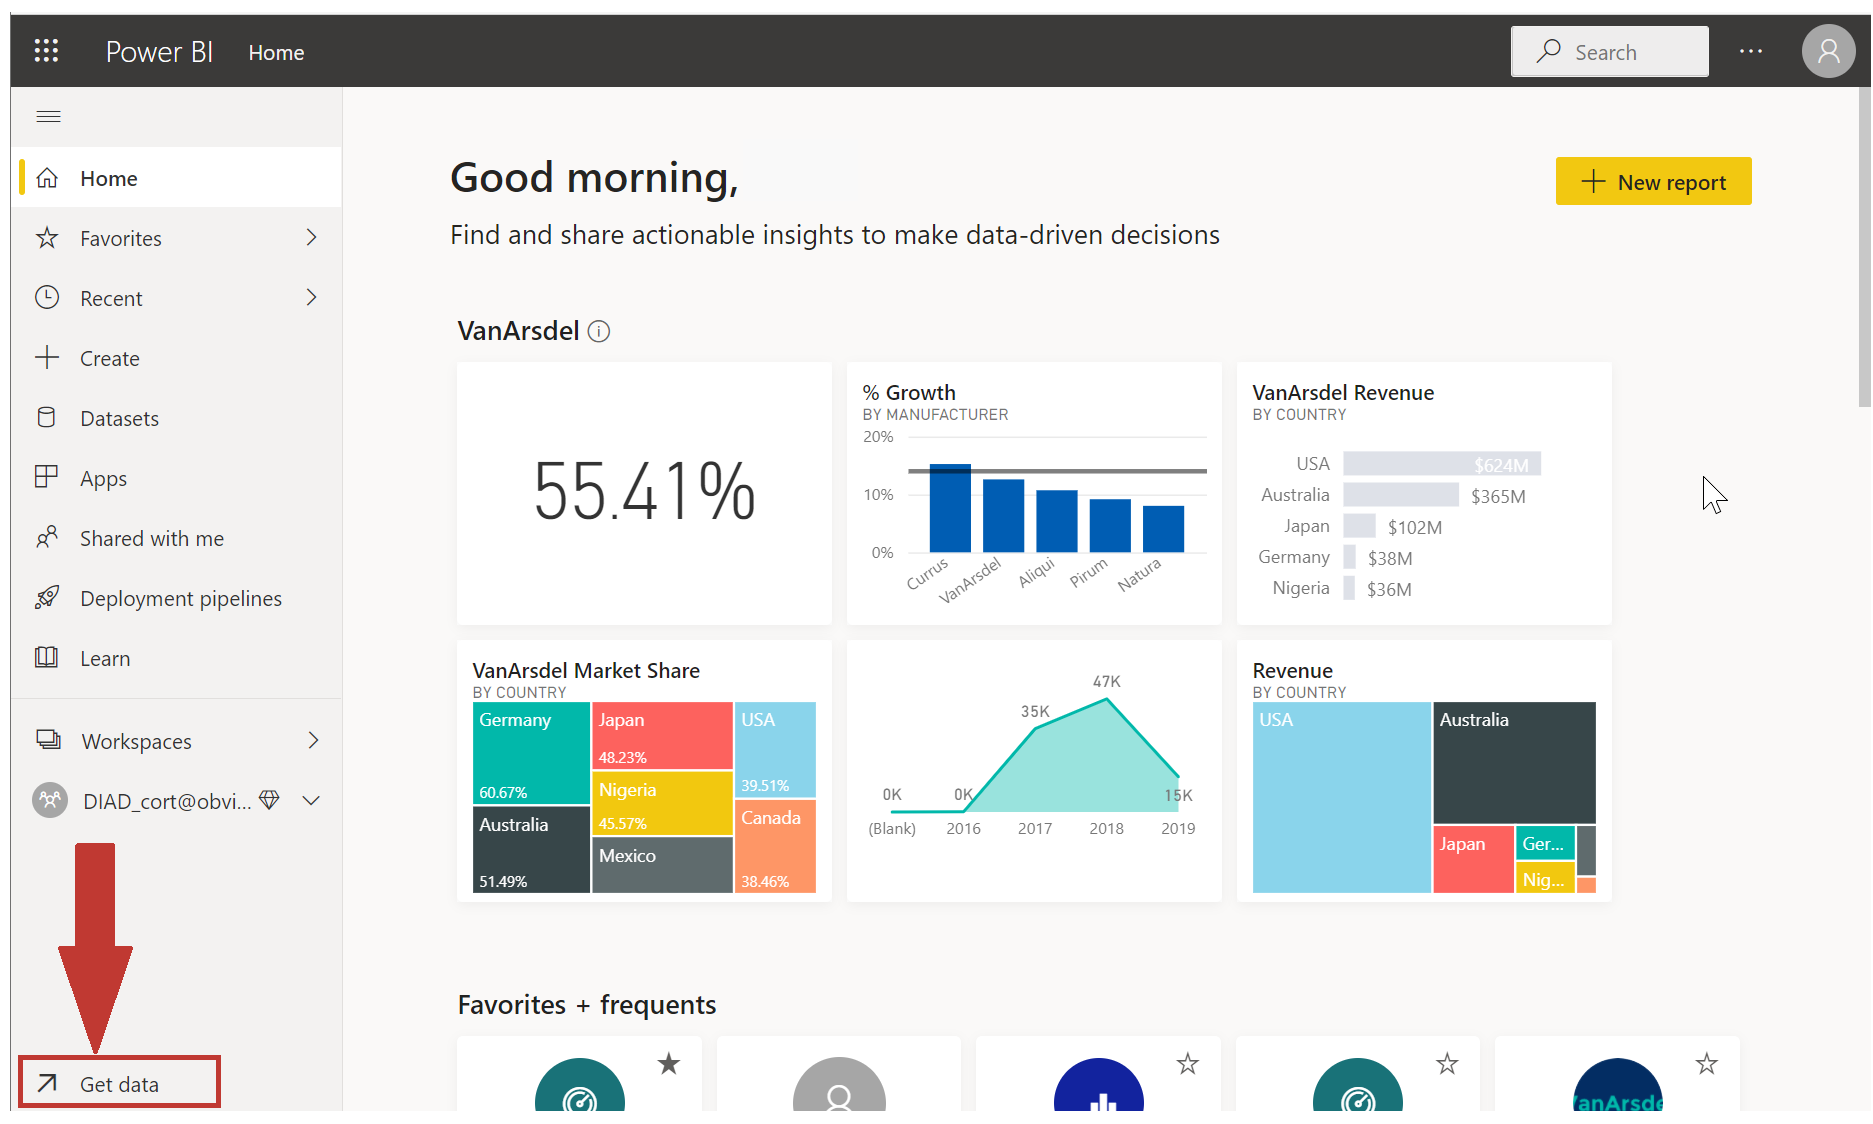 Power BI
Home
Search
Home
Favorites
Recent
Create
Datasets
Apps
Shared with me
Deployment pipelines
Learn
Workspaces
DIAD_cort@obvi...
Get data
Good morning,
New report
Find and share actionable insights to make data-driven decisions
VanArsdel
55.41%
% Growth
BY MANUFACTURER
20%
10%
0%
Currus
VanArsdel
Aliqui
Pirum
Natura
VanArsdel Revenue
BY COUNTRY
USA $624M
Australia $365M
Japan $102M
Germany $38M
Nigeria $36M
VanArsdel Market Share
BY COUNTRY
Germany
60.67%
Australia
51.49%
Japan
48.23%
Nigeria
45.57%
Mexico
USA
39.51%
Canada
38.46%
47K
35K
0K
0K
15K
(Blank)
2016
2017
2018
2019
Revenue
BY COUNTRY
USA
Australia
Japan
Ger...
Nig...
Favorites + frequents